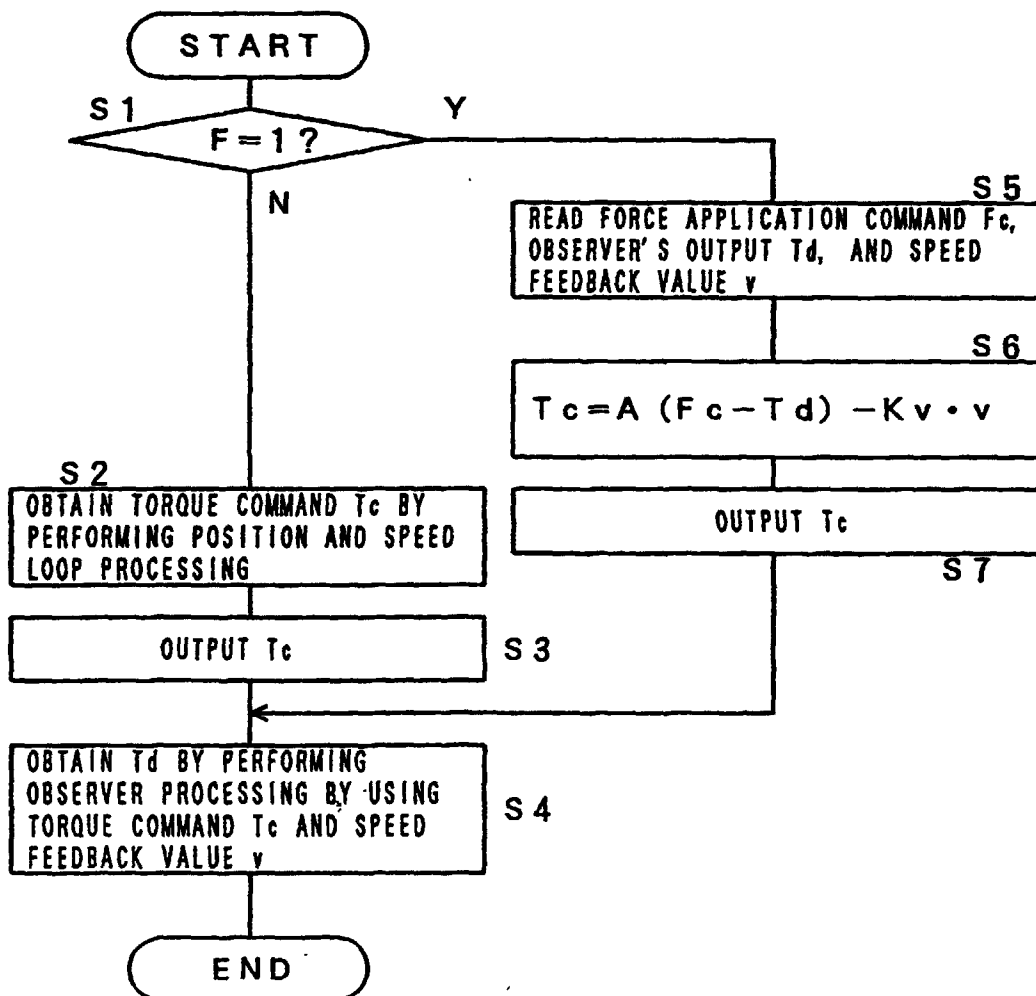 START
S1
F=1?
Y
N
S5
READ FORCE APPLICATION COMMAND Fc,
OBSERVER'S OUTPUT Td, AND SPEED
FEEDBACK VALUE v
S6
Tc=A (Fc-Td) -Kv・v
OUTPUT Tc
S7
S2
OBTAIN TORQUE COMMAND Tc BY
PERFORMING POSITION AND SPEED
LOOP PROCESSING
OUTPUT Tc
S3
OBTAIN Td BY PERFORMING
OBSERVER PROCESSING BY USING
TORQUE COMMAND Tc AND SPEED
FEEDBACK VALUE v
S4
END